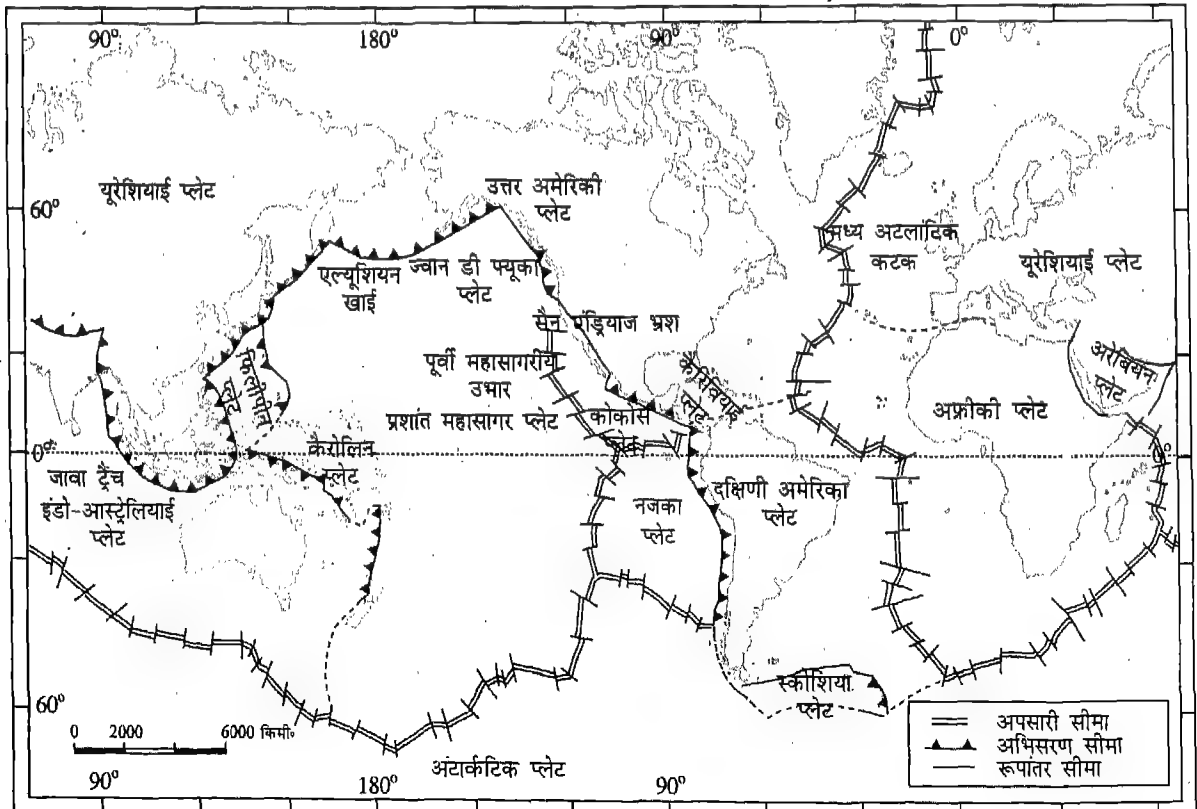 90° 180° 90° 0°
यूरेशियाई प्लेट
उत्तर अमेरिकी
प्लेट
60°
मध्य अटलांटिक
कटक
यूरेशियाई प्लेट
एल्यूशियन
खाई
ज्वान डी फ्यूका
प्लेट
सैन एंड्रियाज भ्रश
अरेबियन
प्लेट
फिलीपीन
प्लेट
पूर्वी महासागरीय
उभार
कैरिबियाई
प्लेट
प्रशांत महासागर प्लेट
कोकोस
प्लेट
अफ्रीकी प्लेट
कैरोलिन
प्लेट
0° 0°
जावा ट्रैंच
इंडो-आस्ट्रेलियाई
प्लेट
नजका
प्लेट
दक्षिणी अमेरिका
प्लेट
स्कोशिया
प्लेट
60°
0 2000 6000 किमी०
अपसारी सीमा
अभिसरण सीमा
रूपांतर सीमा
अंटार्कटिक प्लेट
90° 180° 90°